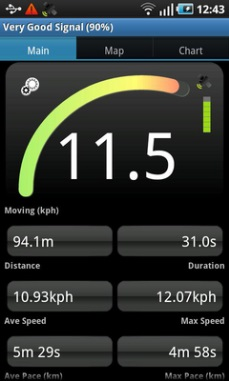 12:43
Very Good Signal (90%)
Main Map Chart
11.5
Moving (kph)
94.1m 31.0s
Distance Duration
10.93kph 12.07kph
Ave Speed Max Speed
5m 29s 4m 58s
Ave Pace (km) Max Pace (km)